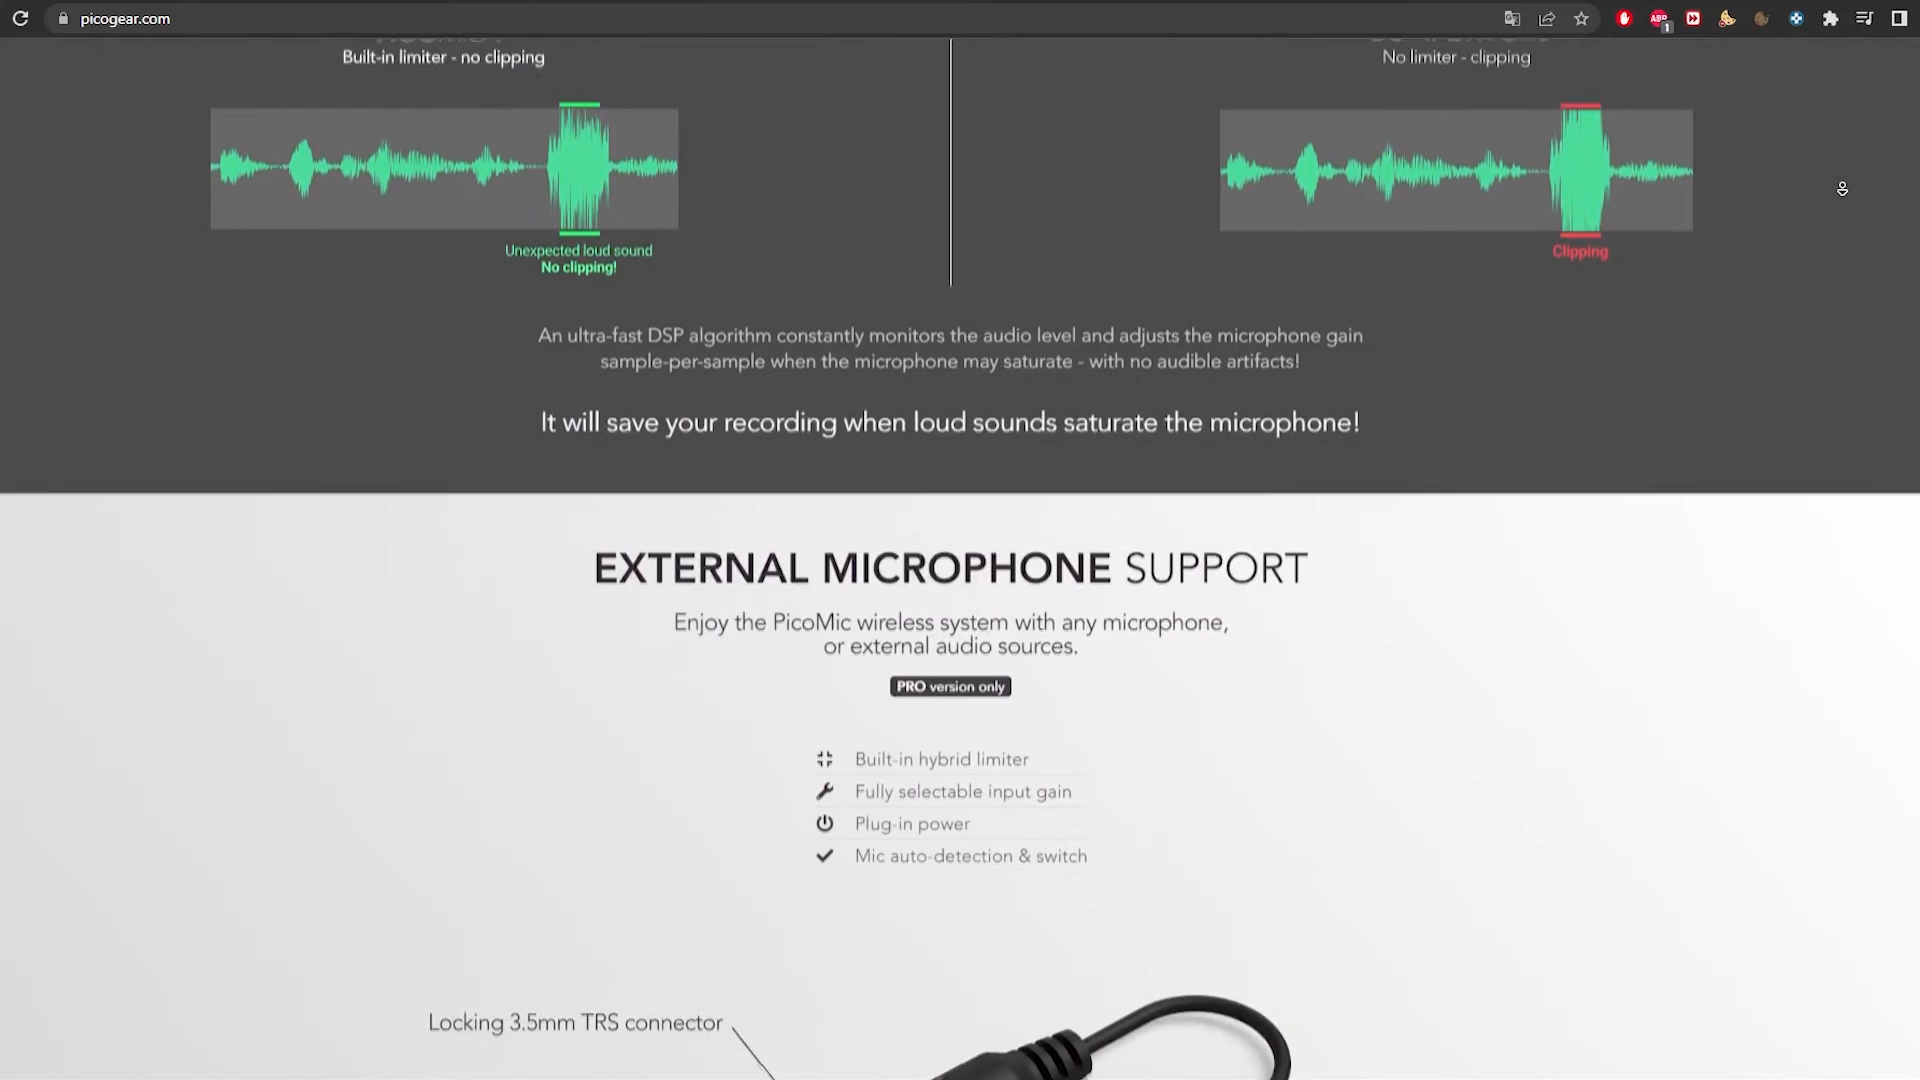 picogear.com
ABP
1
Built-in limiter - no clipping
No limiter - clipping
Unexpected loud sound
No clipping!
Clipping
An ultra-fast DSP algorithm constantly monitors the audio level and adjusts the microphone gain
sample-per-sample when the microphone may saturate - with no audible artifacts!
It will save your recording when loud sounds saturate the microphone!
EXTERNAL MICROPHONE SUPPORT
Enjoy the PicoMic wireless system with any microphone,
or external audio sources.
PRO version only
Built-in hybrid limiter
Fully selectable input gain
Plug-in power
Mic auto-detection & switch
Locking 3.5mm TRS connector